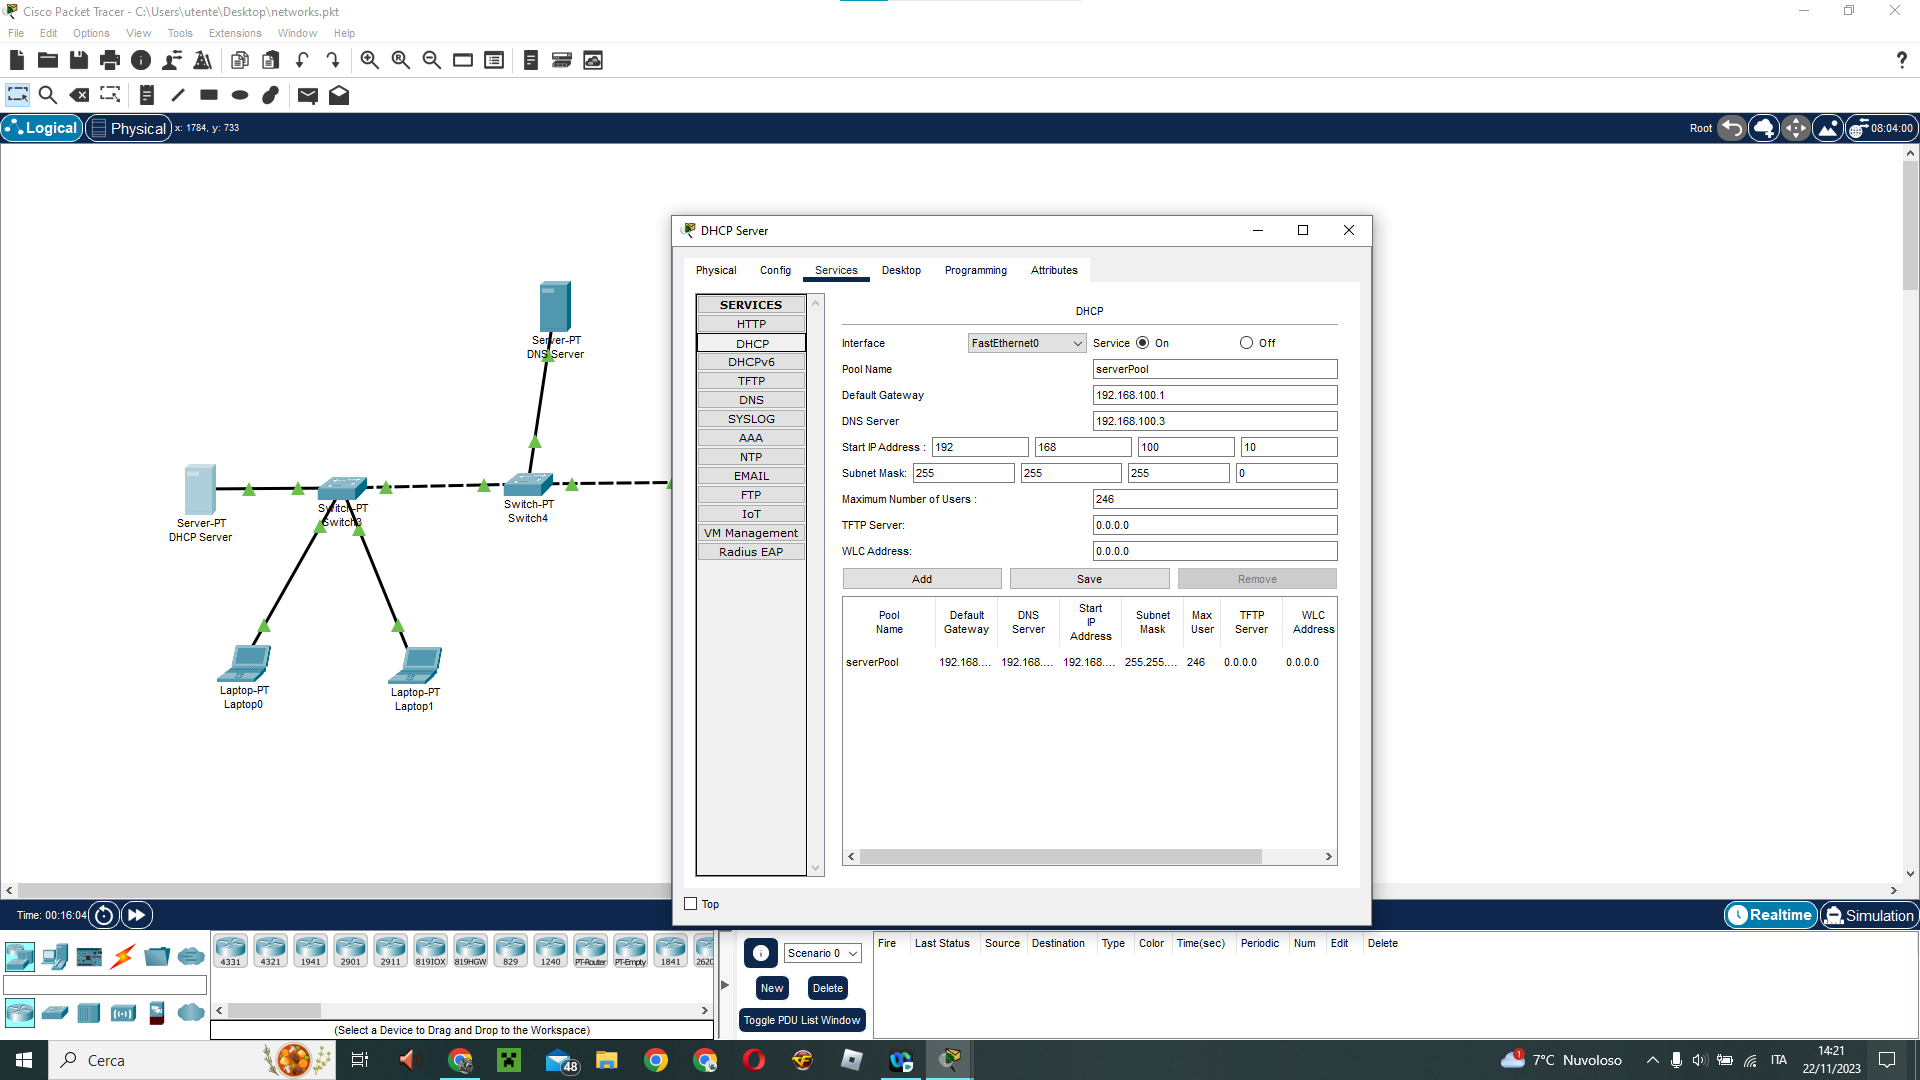 Cisco Packet Tracer - C:\Users\utente\Desktop\networks.pkt
File Edit Options View Tools Extensions Window Help
?
Logical Physical x: 1784, y: 733
Root 08:04:00
DHCP Server
Physical Config Services Desktop Programming Attributes
SERVICES
HTTP
DHCP
DHCPv6
TFTP
DNS
SYSLOG
AAA
NTP
EMAIL
FTP
IoT
VM Management
Radius EAP
DHCP
Interface FastEthernet0 Service On Off
Pool Name serverPool
Default Gateway 192.168.100.1
DNS Server 192.168.100.3
Start IP Address : 192 168 100 10
Subnet Mask: 255 255 255 0
Maximum Number of Users : 246
TFTP Server: 0.0.0.0
WLC Address: 0.0.0.0
Add Save Remove
Pool Name Default Gateway DNS Server Start IP Address Subnet Mask Max User TFTP Server WLC Address
serverPool 192.168.... 192.168.... 192.168.... 255.255.... 246 0.0.0.0 0.0.0.0
Top
Server-PT
DNS Server
Server-PT
DHCP Server
Switch-PT
Switch3
Switch-PT
Switch4
Laptop-PT
Laptop0
Laptop-PT
Laptop1
Time: 00:16:04
Realtime Simulation
4331 4321 1941 2901 2911 819IOX 819HGW 829 1240 PT-Router PT-Empty 1841 2620
(Select a Device to Drag and Drop to the Workspace)
Scenario 0
New Delete
Toggle PDU List Window
Fire Last Status Source Destination Type Color Time(sec) Periodic Num Edit Delete
Cerca
48
1
7°C Nuvoloso
ITA
14:21
22/11/2023